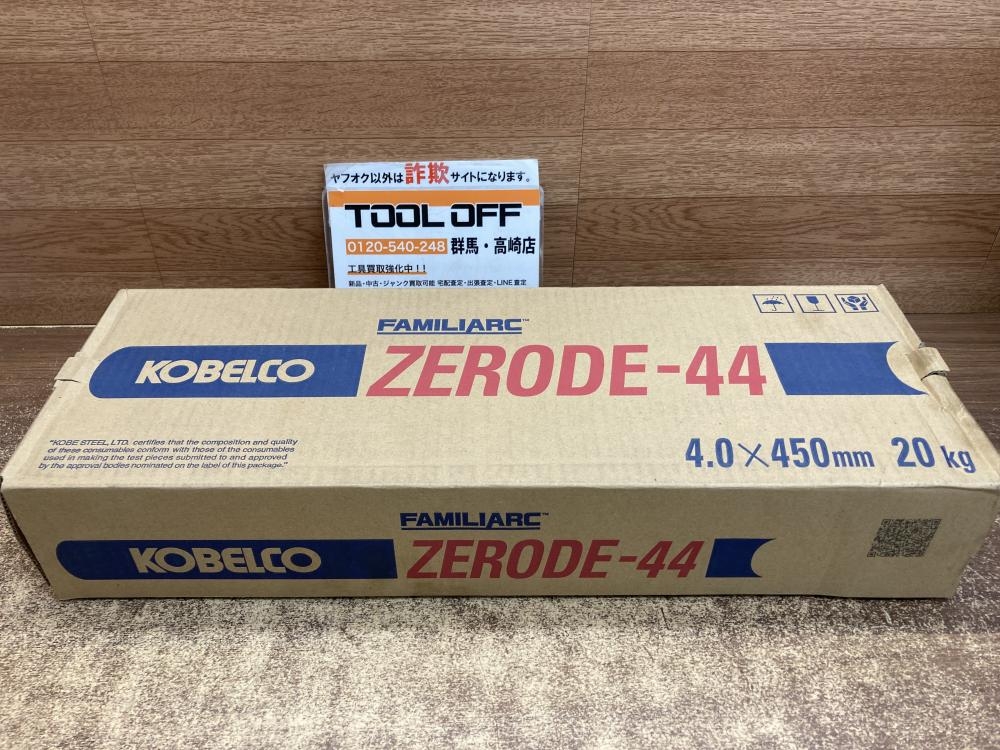 ヤフオク以外は詐欺サイトになります。
TOOL OFF
0120-540-248 群馬・高崎店
工具買取強化中！！
新品・中古・ジャンク買取可能 宅配査定・出張査定・LINE査定
FAMILIARC™
KOBELCO ZERODE-44
"KOBE STEEL, LTD. certifies that the composition and quality
of these consumables conform with those of the consumables
used in making the test pieces submitted to and approved
by the approval bodies nominated on the label of this package."
4.0×450mm 20kg
FAMILIARC™
KOBELCO ZERODE-44